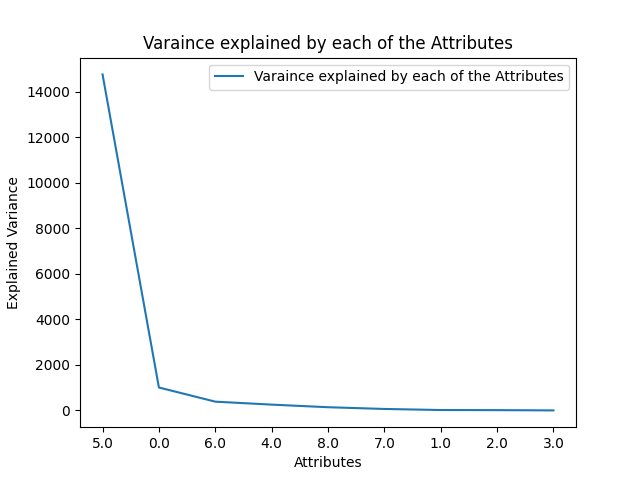 Varaince explained by each of the Attributes
Varaince explained by each of the Attributes
14000
12000
10000
8000
6000
4000
2000
0
Explained Variance
5.0 0.0 6.0 4.0 8.0 7.0 1.0 2.0 3.0
Attributes